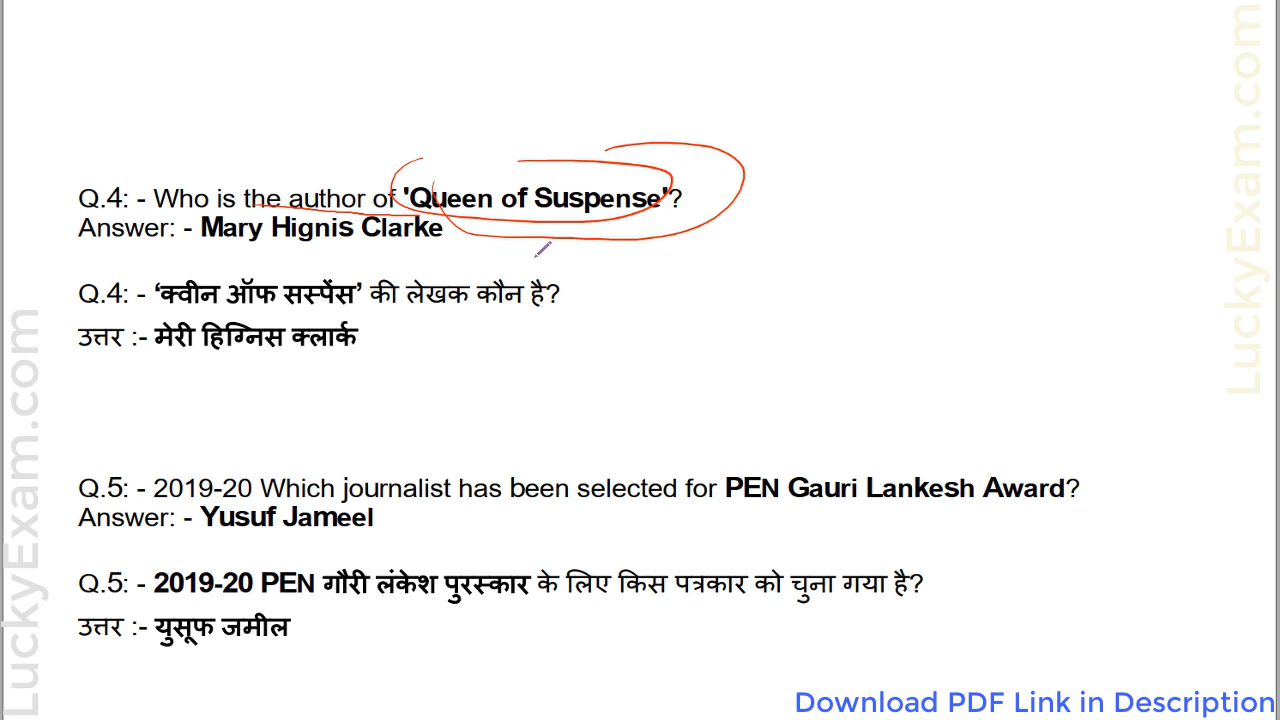 Q.4: - Who is the author of 'Queen of Suspense'?
Answer: - Mary Hignis Clarke
Q.4: - ‘क्वीन ऑफ सस्पेंस’ की लेखक कौन है?
उत्तर :- मेरी हिग्निस क्लार्क
Q.5: - 2019-20 Which journalist has been selected for PEN Gauri Lankesh Award?
Answer: - Yusuf Jameel
Q.5: - 2019-20 PEN गौरी लंकेश पुरस्कार के लिए किस पत्रकार को चुना गया है?
उत्तर :- युसूफ जमील
LuckyExam.com
LuckyExam.com
Download PDF Link in Description